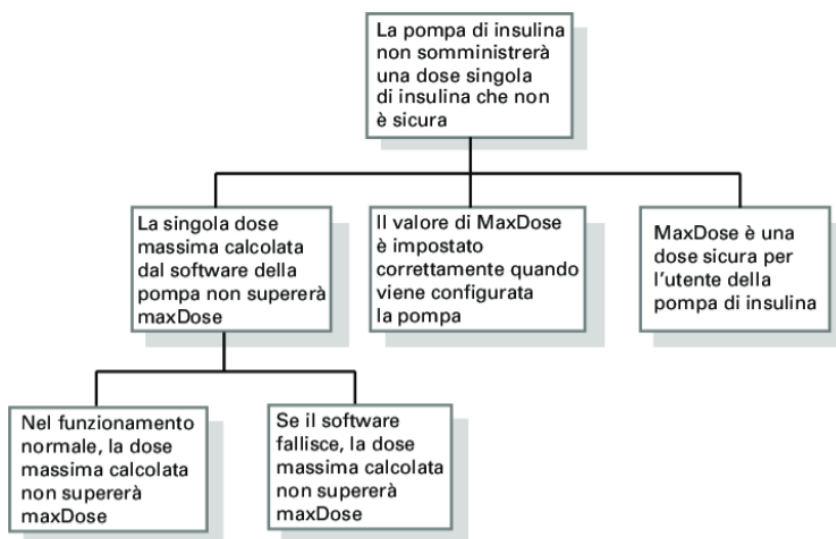 La pompa di insulina
non somministrerà
una dose singola
di insulina che non
è sicura
La singola dose
massima calcolata
dal software della
pompa non supererà
maxDose
Il valore di MaxDose
è impostato
correttamente quando
viene configurata
la pompa
MaxDose è una
dose sicura per
l'utente della
pompa di insulina
Nel funzionamento
normale, la dose
massima calcolata
non supererà
maxDose
Se il software
fallisce, la dose
massima calcolata
non supererà
maxDose